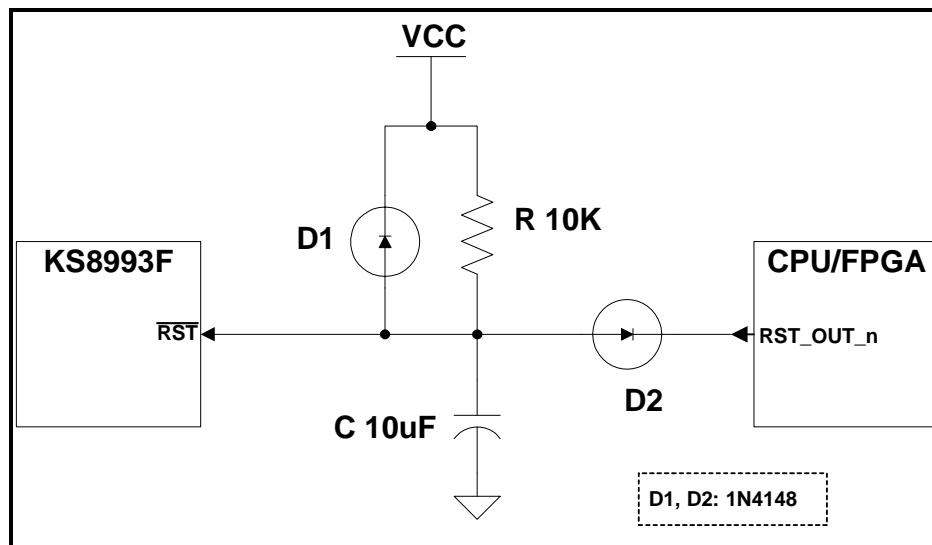 VCC
R 10K
D1
KS8993F
CPU/FPGA
RST
RST_OUT_n
D2
C 10uF
D1, D2: 1N4148